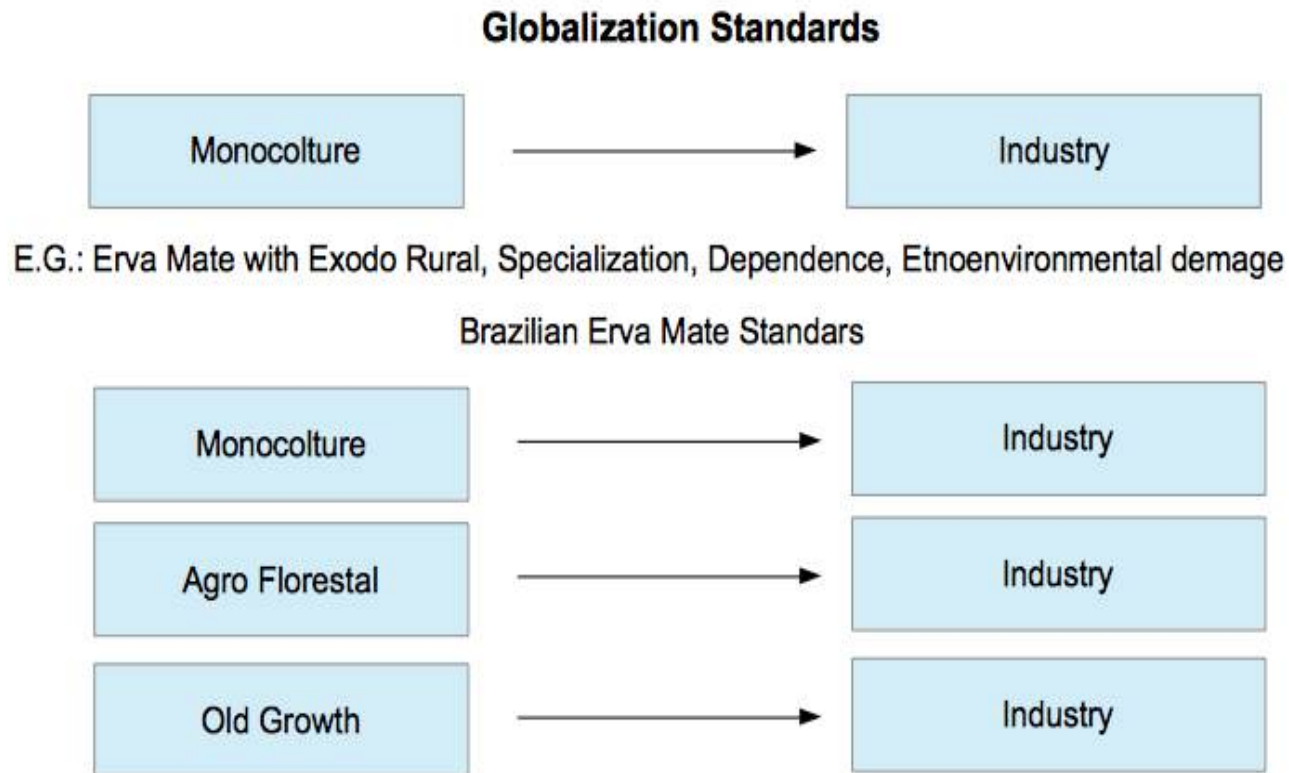 Globalization Standards
Monocolture
Industry
E.G.: Erva Mate with Exodo Rural, Specialization, Dependence, Etnoenvironmental demage
Brazilian Erva Mate Standars
Monocolture
Industry
Agro Florestal
Industry
Old Growth
Industry